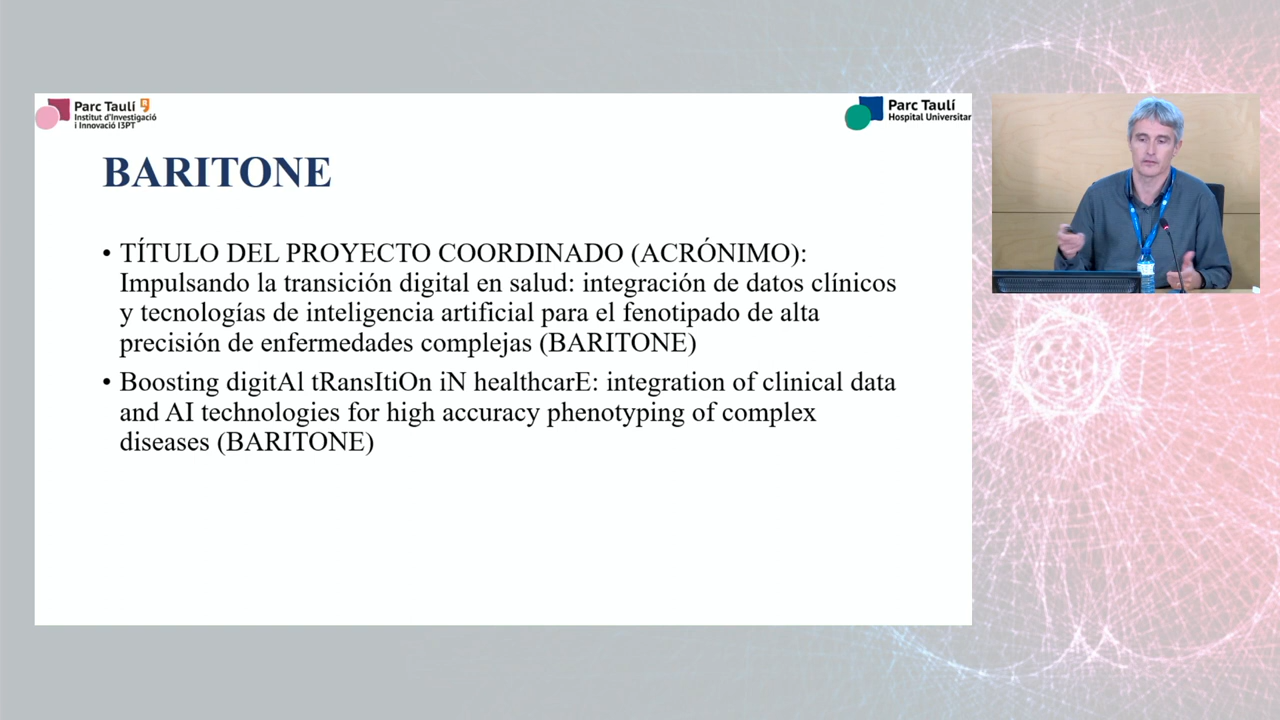 Parc Taulí
Institut d'Investigació
i Innovació I3PT
Parc Taulí
Hospital Universitar
BARITONE
• TÍTULO DEL PROYECTO COORDINADO (ACRÓNIMO):
Impulsando la transición digital en salud: integración de datos clínicos
y tecnologías de inteligencia artificial para el fenotipado de alta
precisión de enfermedades complejas (BARITONE)
• Boosting digitAl tRansItiOn iN healthcarE: integration of clinical data
and AI technologies for high accuracy phenotyping of complex
diseases (BARITONE)